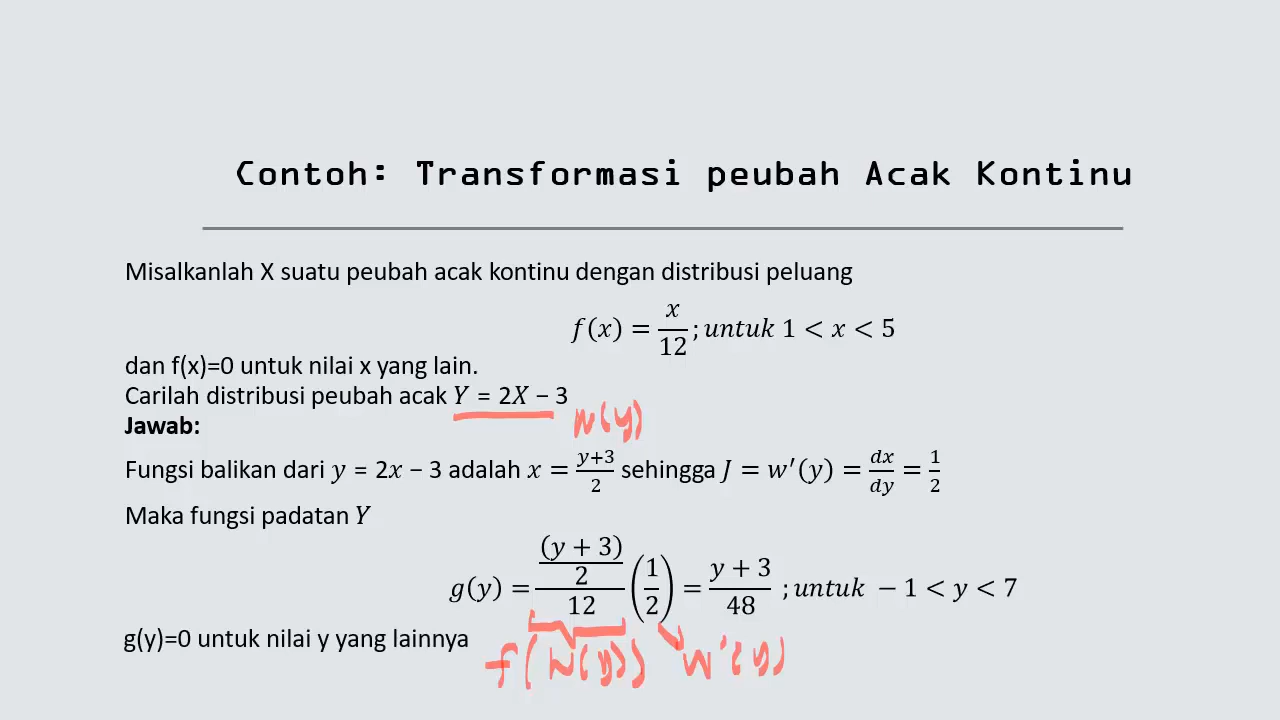 Contoh: Transformasi peubah Acak Kontinu
Misalkanlah X suatu peubah acak kontinu dengan distribusi peluang
f(x) = x/12 ; untuk 1 < x < 5
dan f(x)=0 untuk nilai x yang lain.
Carilah distribusi peubah acak Y = 2X − 3
w(y)
Jawab:
Fungsi balikan dari y = 2x − 3 adalah x = (y+3)/2 sehingga J = w′(y) = dx/dy = 1/2
Maka fungsi padatan Y
g(y) = ((y + 3)/2)/12 (1/2) = (y + 3)/48 ; untuk − 1 < y < 7
g(y)=0 untuk nilai y yang lainnya
f(w(y)) w'(y)